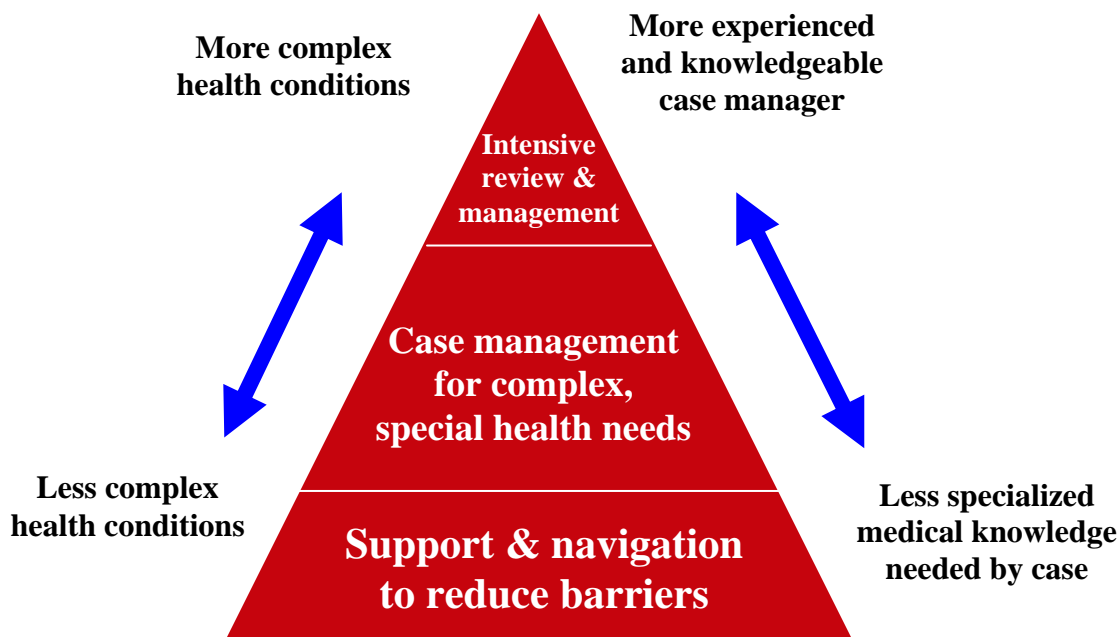 More complex
health conditions
More experienced
and knowledgeable
case manager
Intensive
review &
management
Case management
for complex,
special health needs
Less complex
health conditions
Less specialized
medical knowledge
needed by case
Support & navigation
to reduce barriers